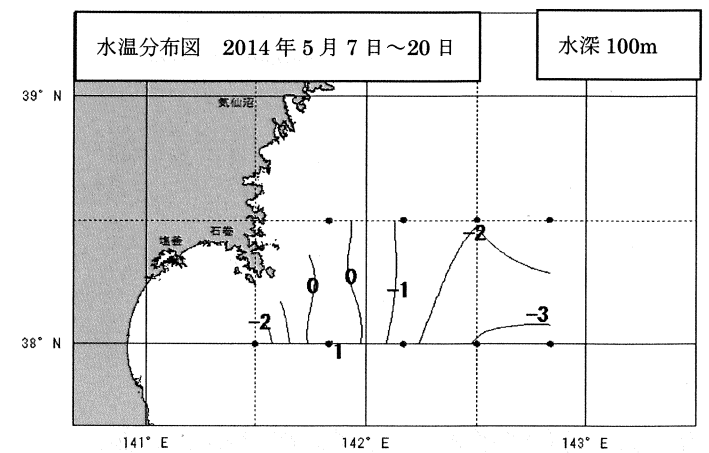 水温分布図 2014年5月7日～20日
水深100m
39° N
気仙沼
石巻
塩釜
-2
0
0
-1
-2
-3
38° N
1
141° E
142° E
143° E